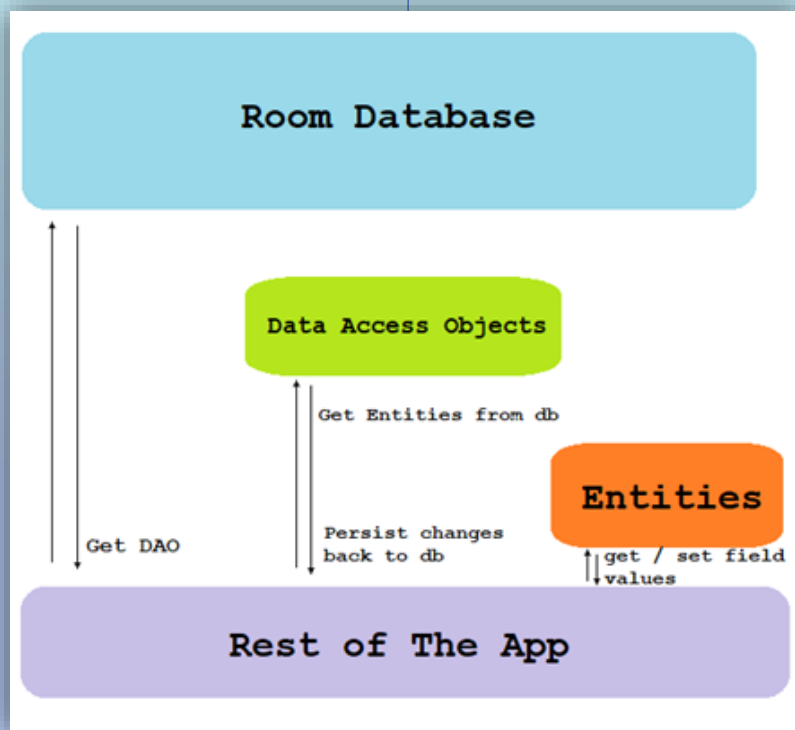 Room Database
Data Access Objects
Get Entities from db
Entities
Persist changes
back to db
Get DAO
get / set field
values
Rest of The App